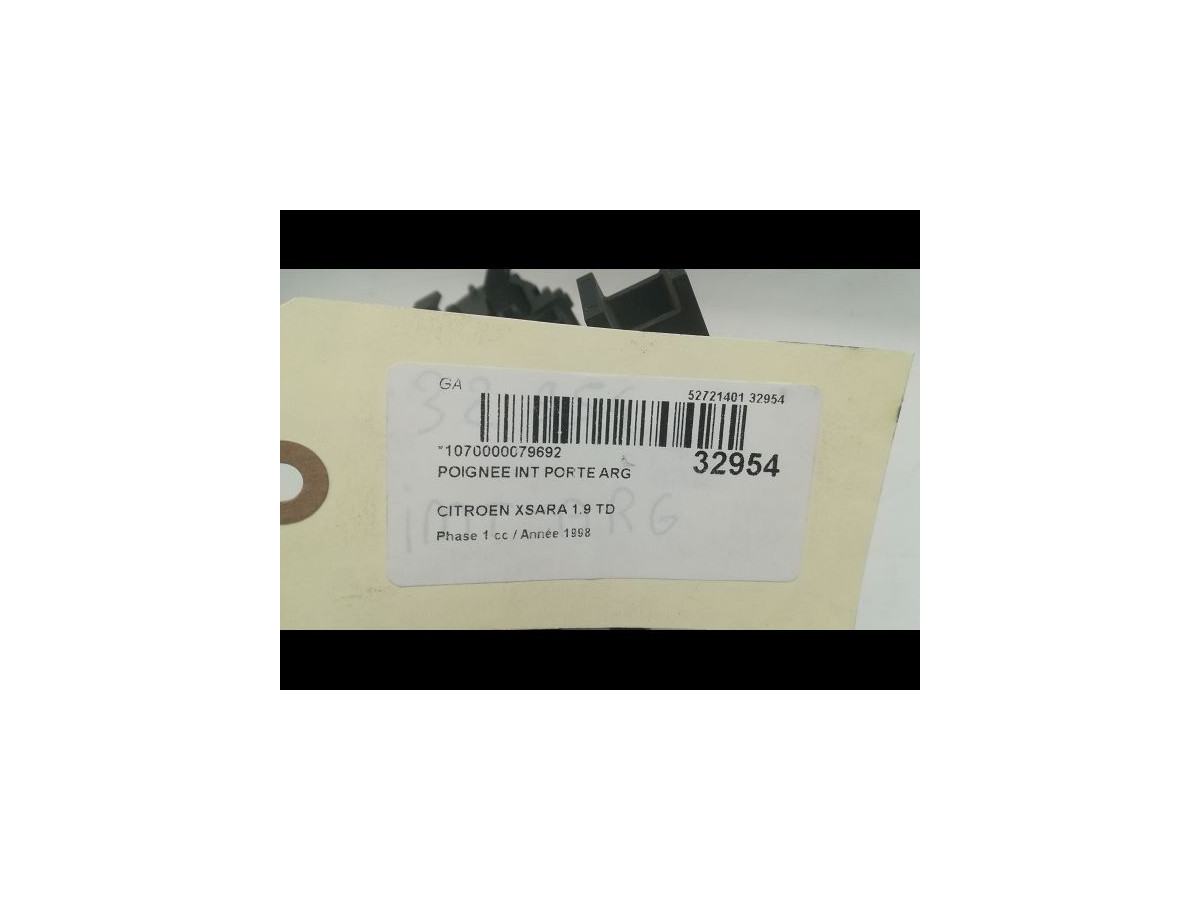 GA
52721401 32954
*1070000079692
32954
POIGNEE INT PORTE ARG
CITROEN XSARA 1.9 TD
Phase 1 cc / Année 1998